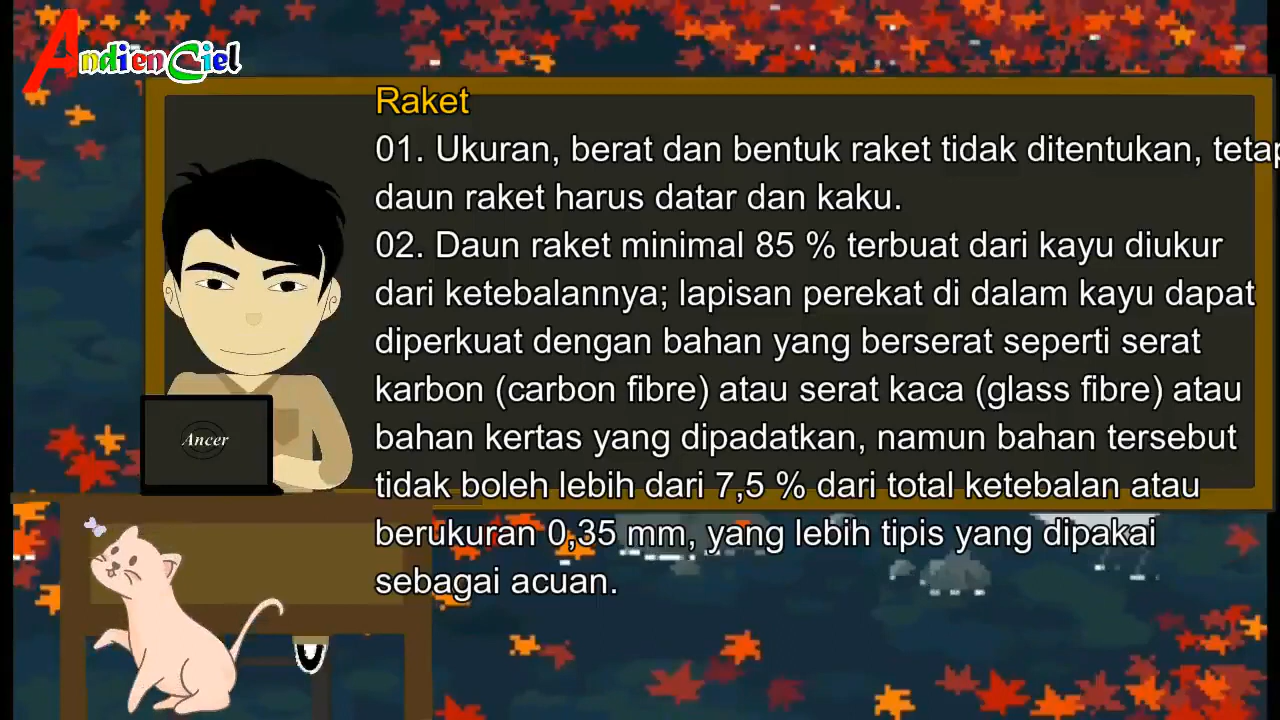 Andien Ciel
Raket
01. Ukuran, berat dan bentuk raket tidak ditentukan, tetap
daun raket harus datar dan kaku.
02. Daun raket minimal 85 % terbuat dari kayu diukur
dari ketebalannya; lapisan perekat di dalam kayu dapat
diperkuat dengan bahan yang berserat seperti serat
karbon (carbon fibre) atau serat kaca (glass fibre) atau
bahan kertas yang dipadatkan, namun bahan tersebut
tidak boleh lebih dari 7,5 % dari total ketebalan atau
berukuran 0,35 mm, yang lebih tipis yang dipakai
sebagai acuan.
Ancer